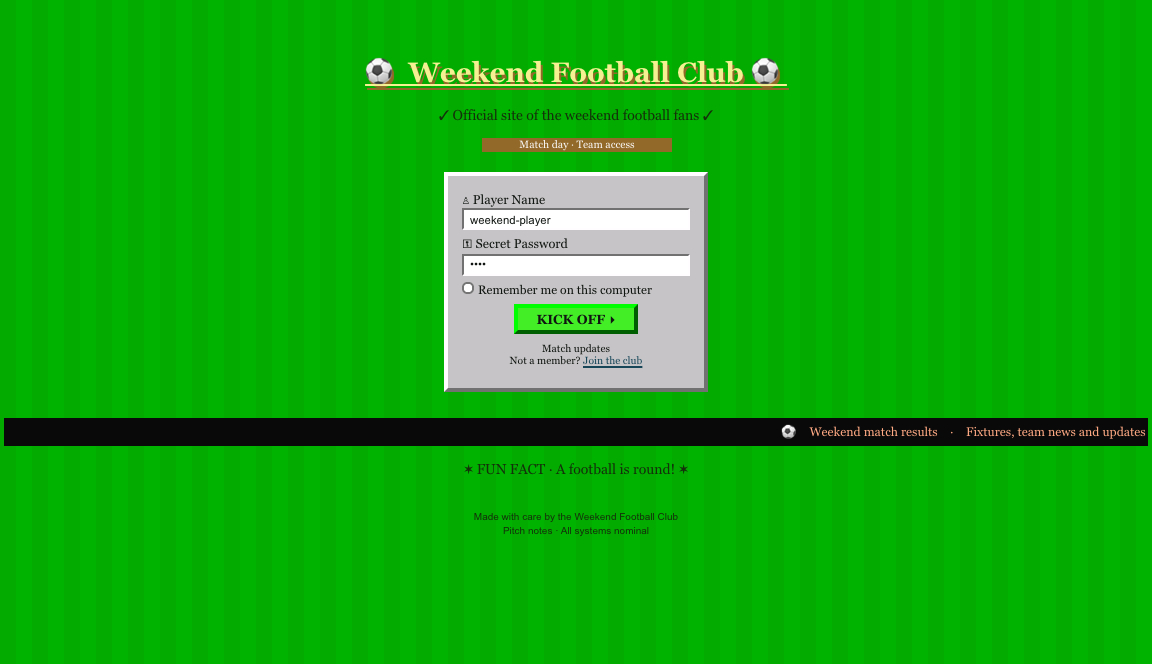 ⚽ Weekend Football Club ⚽
✓ Official site of the weekend football fans ✓
Match day · Team access
♙ Player Name
weekend-player
⚿ Secret Password
••••
Remember me on this computer
KICK OFF ▸
Match updates
Not a member? Join the club
⚽ Weekend match results · Fixtures, team news and updates
✶ FUN FACT · A football is round! ✶
Made with care by the Weekend Football Club
Pitch notes · All systems nominal